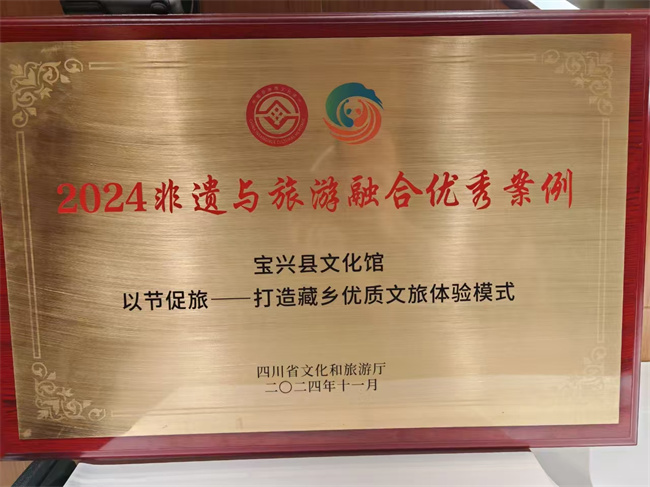 2024非遗与旅游融合优秀案例
宝兴县文化馆
以节促旅——打造藏乡优质文旅体验模式
四川省文化和旅游厅
二〇二四年十一月